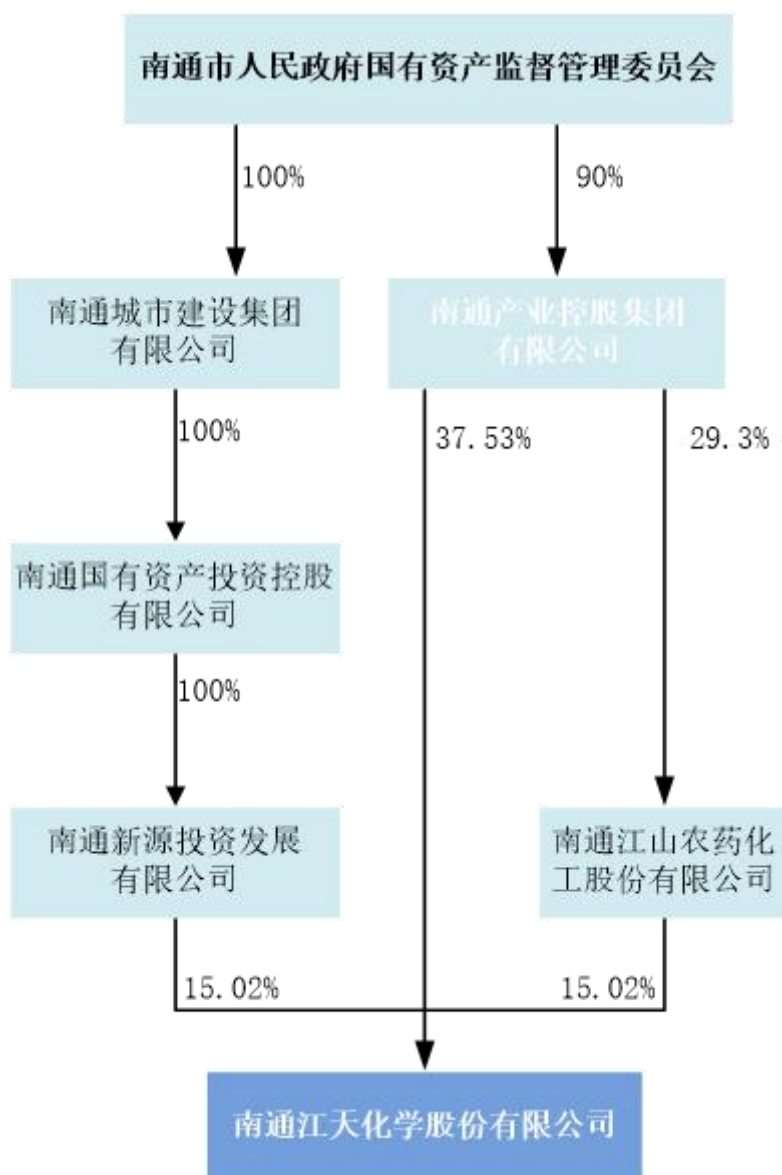 南通市人民政府国有资产监督管理委员会
100%
90%
南通城市建设集团
有限公司
南通产业控股集团
有限公司
100%
37.53%
29.3%
南通国有资产投资控股
有限公司
100%
南通新源投资发展
有限公司
南通江山农药化
工股份有限公司
15.02%
15.02%
南通江天化学股份有限公司